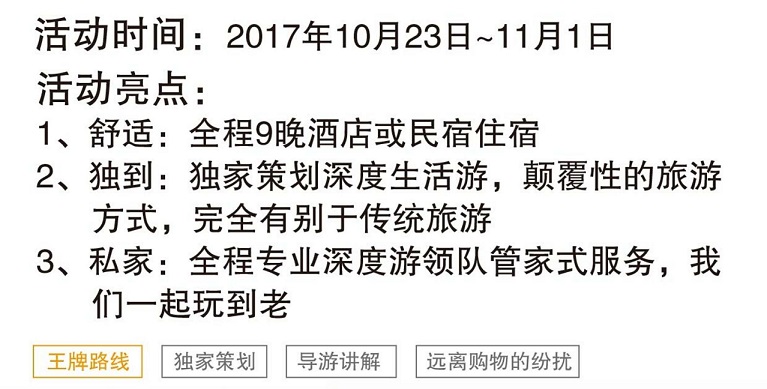 活动时间：2017年10月23日~11月1日
活动亮点：
1、舒适：全程9晚酒店或民宿住宿
2、独到：独家策划深度生活游，颠覆性的旅游
方式，完全有别于传统旅游
3、私家：全程专业深度游领队管家式服务，我
们一起玩到老
王牌路线 独家策划 导游讲解 远离购物的纷扰